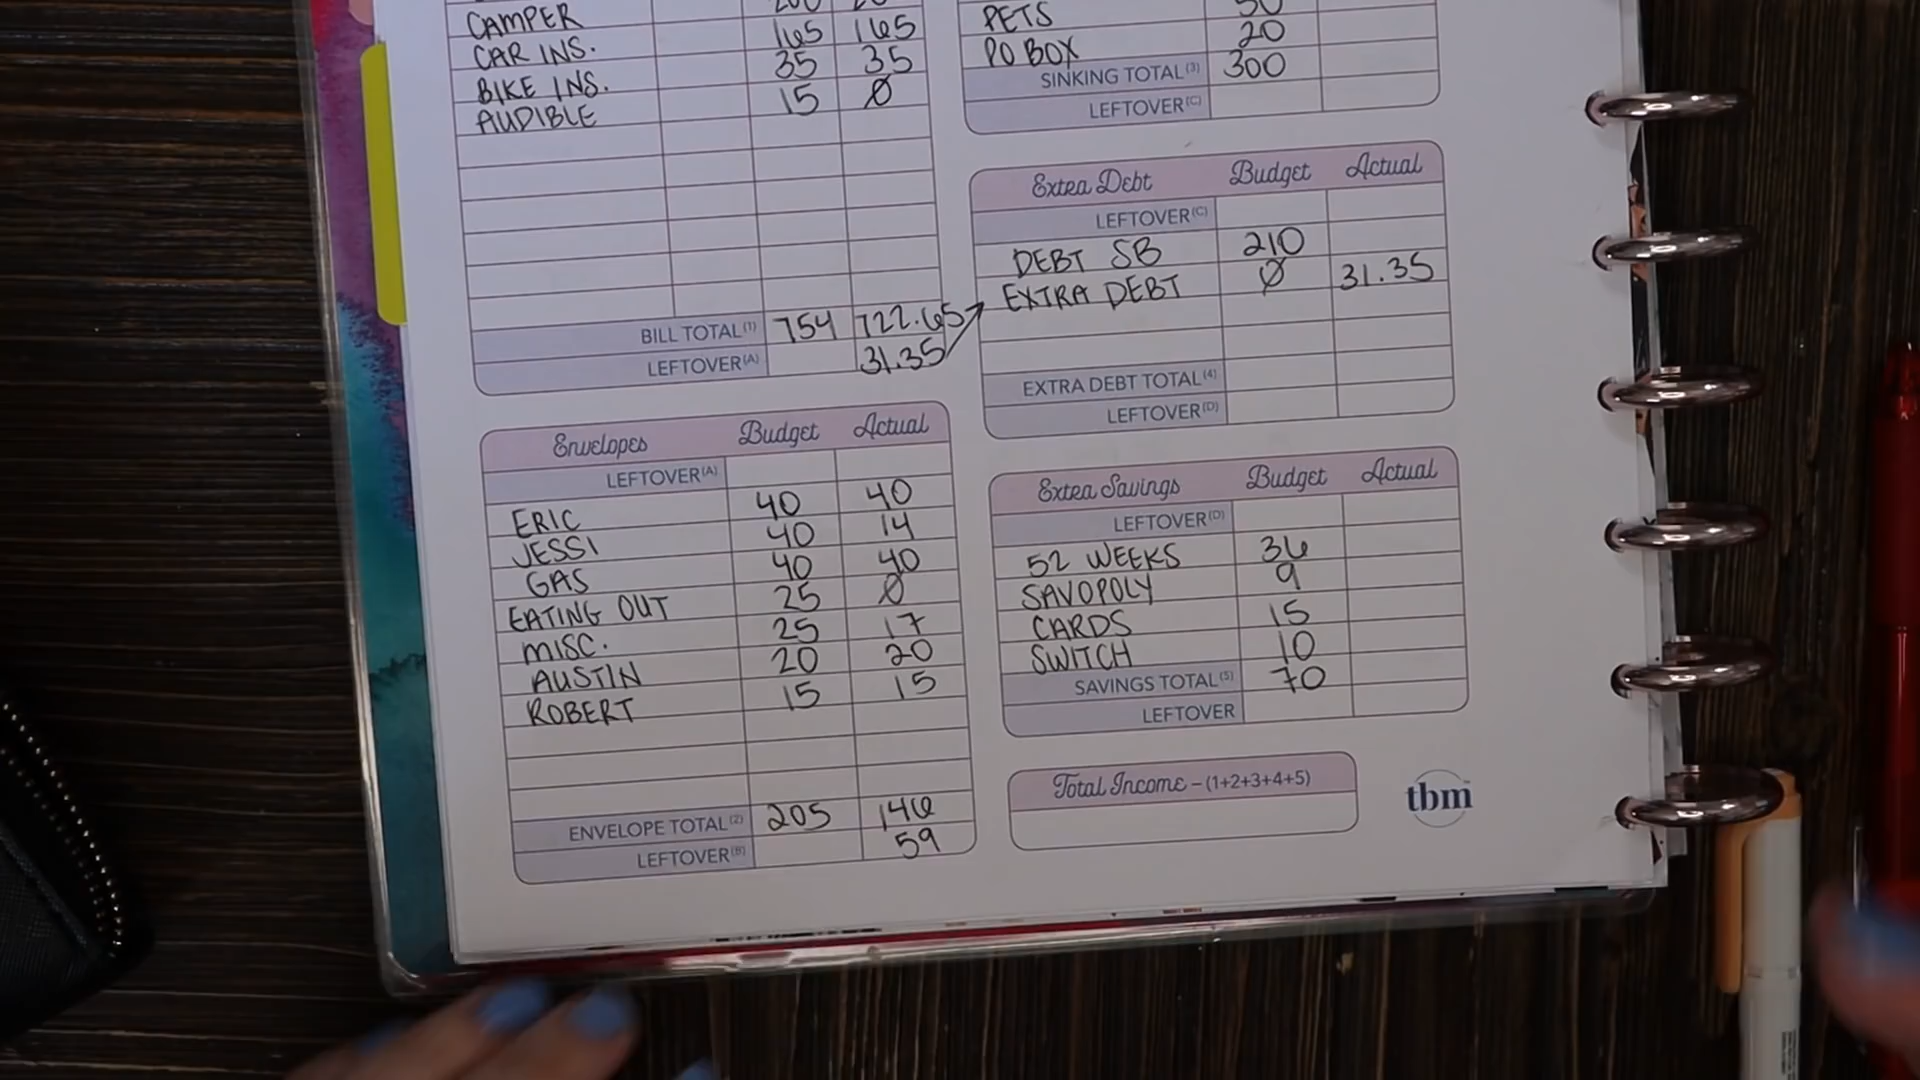 CAMPER 200
CAR INS. 165 165
BIKE INS. 35 35
AUDIBLE 15 Ø
BILL TOTAL(1) 754 722.65
LEFTOVER(A) 31.35
Envelopes Budget Actual
LEFTOVER(A)
ERIC 40 40
JESSI 40 14
GAS 40 40
EATING OUT 25 Ø
MISC. 25 17
AUSTIN 20 20
ROBERT 15 15
ENVELOPE TOTAL(2) 205 146
LEFTOVER(B) 59
PETS 50
PO BOX 20
SINKING TOTAL(3) 300
LEFTOVER(C)
Extra Debt Budget Actual
LEFTOVER(C)
DEBT SB 210
EXTRA DEBT Ø 31.35
EXTRA DEBT TOTAL(4)
LEFTOVER(D)
Extra Savings Budget Actual
LEFTOVER(D)
52 WEEKS 36
SAVOPOLY 9
CARDS 15
SWITCH 10
SAVINGS TOTAL(5) 70
LEFTOVER
Total Income – (1+2+3+4+5)
tbm